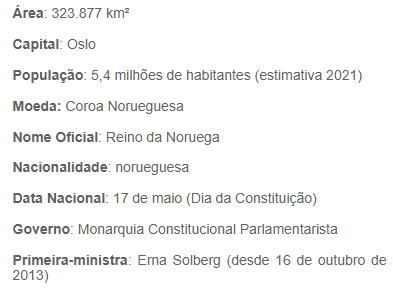 Área: 323.877 km²
Capital: Oslo
População: 5,4 milhões de habitantes (estimativa 2021)
Moeda: Coroa Norueguesa
Nome Oficial: Reino da Noruega
Nacionalidade: norueguesa
Data Nacional: 17 de maio (Dia da Constituição)
Governo: Monarquia Constitucional Parlamentarista
Primeira-ministra: Erna Solberg (desde 16 de outubro de
2013)